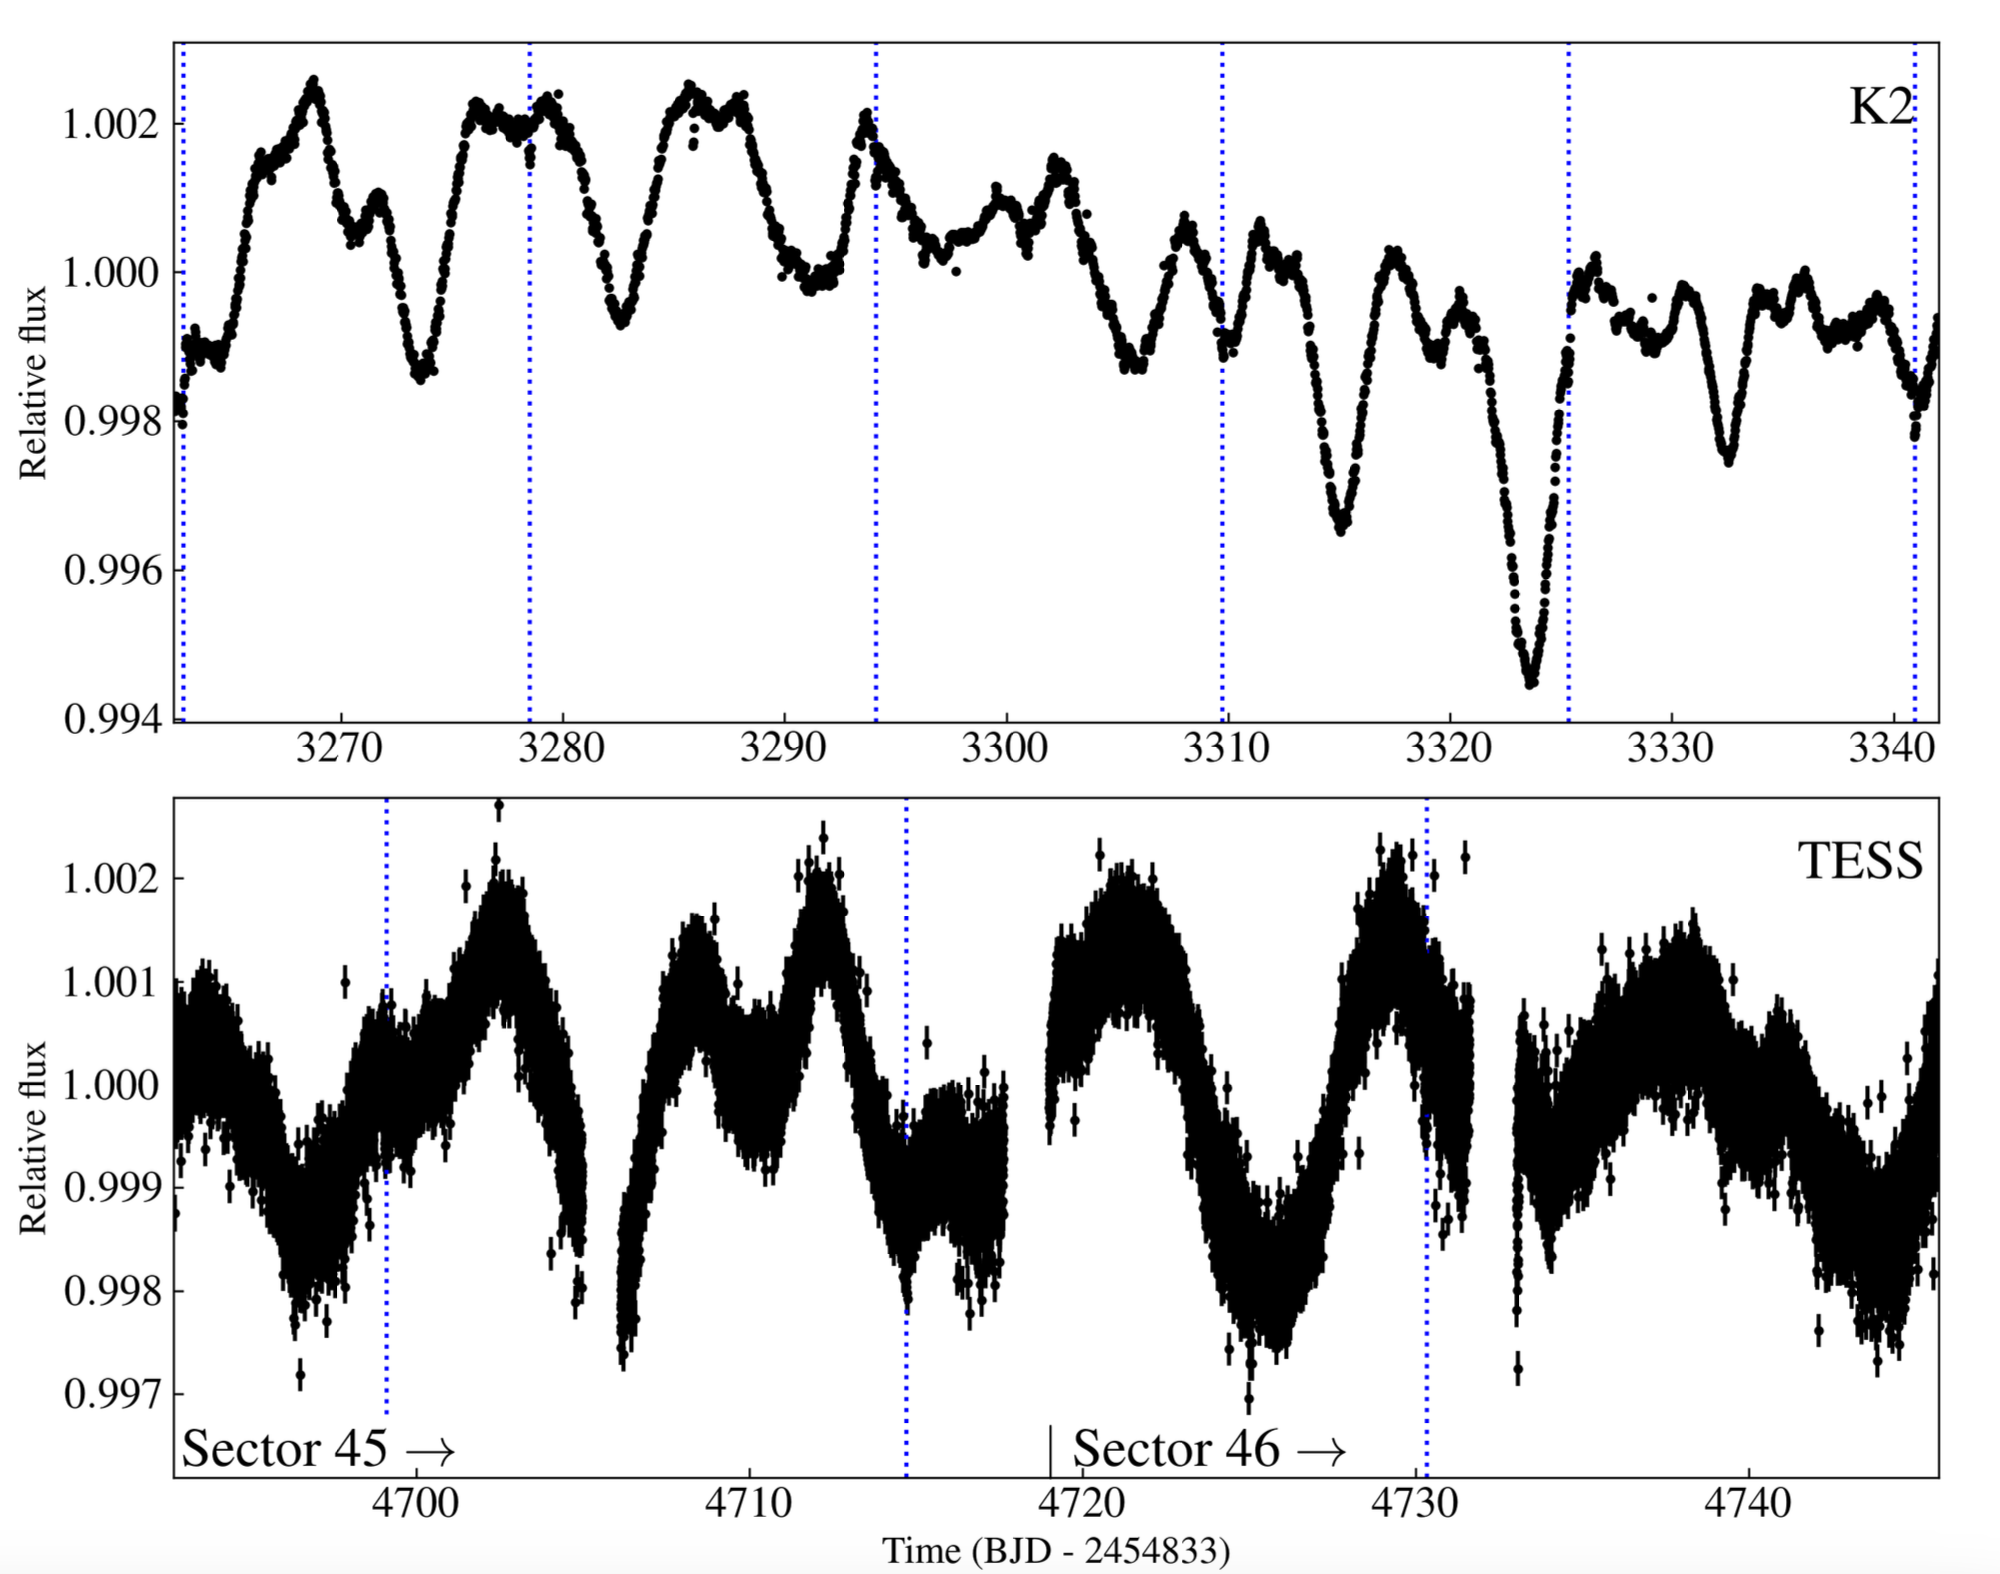 K2
1.002
1.000
0.998
0.996
0.994
Relative flux
3270 3280 3290 3300 3310 3320 3330 3340
TESS
1.002
1.001
1.000
0.999
0.998
0.997
Relative flux
Sector 45 → | Sector 46 →
4700 4710 4720 4730 4740
Time (BJD - 2454833)